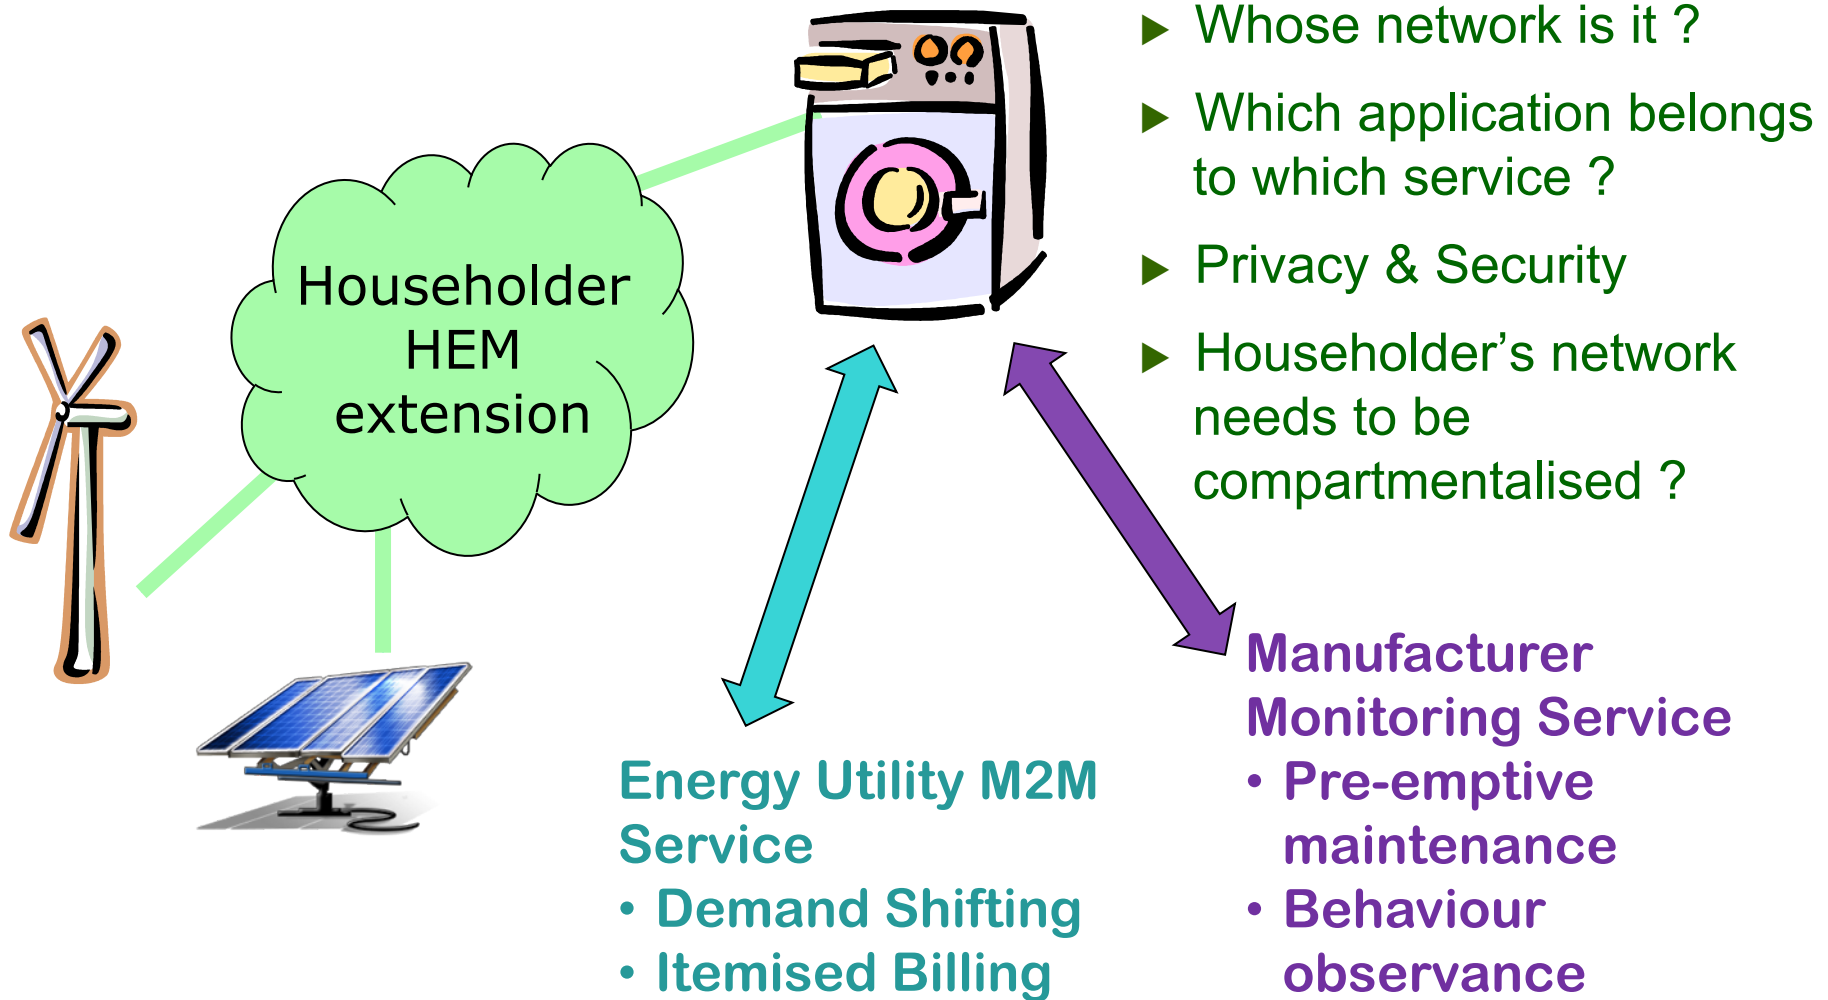 Whose network is it ?
Which application belongs
to which service ?
Privacy & Security
Householder’s network
needs to be
compartmentalised ?
Householder
HEM
extension
Energy Utility M2M
Service
• Demand Shifting
• Itemised Billing
Manufacturer
Monitoring Service
• Pre-emptive
maintenance
• Behaviour
observance